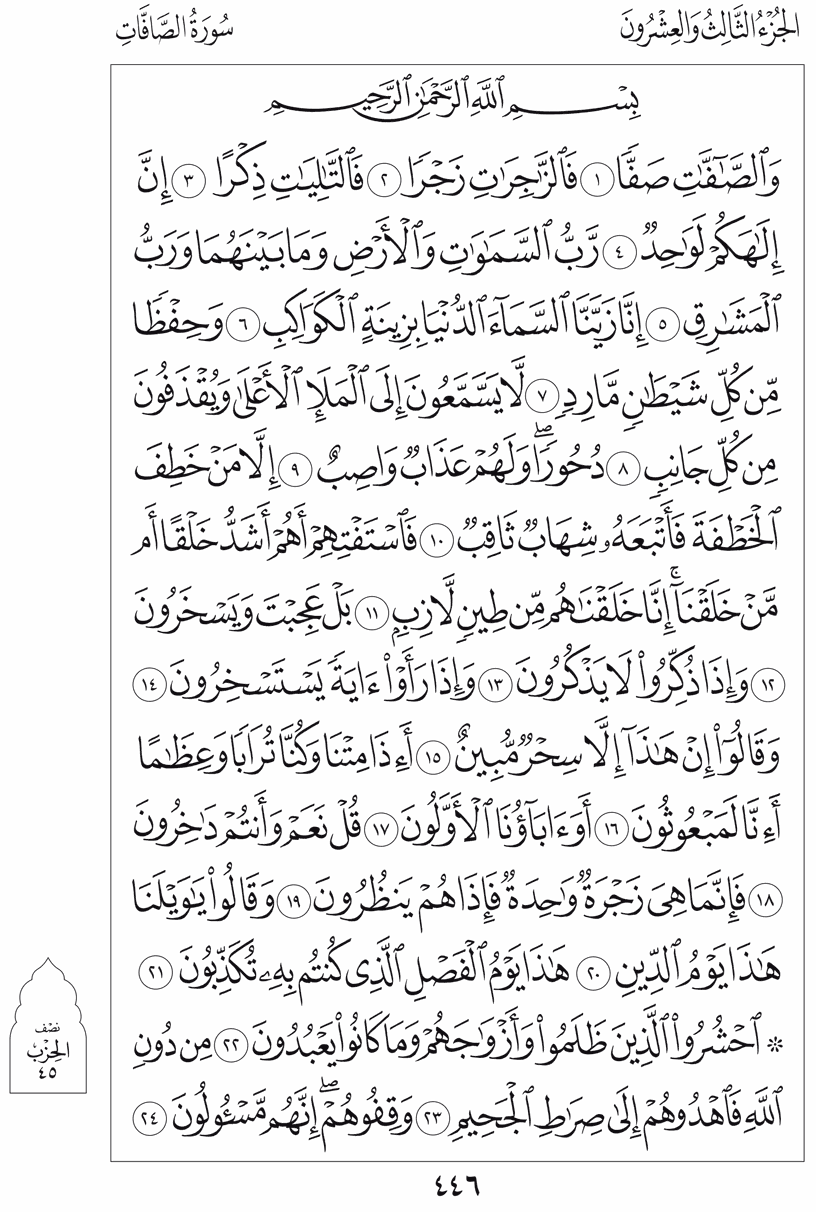 الجُزْءُ الثَّالِثُ وَالعِشْرُونَ
سُورَةُ الصَّافَّاتِ
بِسْمِ ٱللَّهِ ٱلرَّحْمَٰنِ ٱلرَّحِيمِ
وَٱلصَّٰٓفَّٰتِ صَفًّا ١ فَٱلزَّٰجِرَٰتِ زَجْرًا ٢ فَٱلتَّٰلِيَٰتِ ذِكْرًا ٣ إِنَّ
إِلَٰهَكُمْ لَوَٰحِدٌ ٤ رَّبُّ ٱلسَّمَٰوَٰتِ وَٱلْأَرْضِ وَمَا بَيْنَهُمَا وَرَبُّ
ٱلْمَشَٰرِقِ ٥ إِنَّا زَيَّنَّا ٱلسَّمَآءَ ٱلدُّنْيَا بِزِينَةٍ ٱلْكَوَاكِبِ ٦ وَحِفْظًا
مِّن كُلِّ شَيْطَٰنٍ مَّارِدٍ ٧ لَّا يَسَّمَّعُونَ إِلَى ٱلْمَلَإِ ٱلْأَعْلَىٰ وَيُقْذَفُونَ
مِن كُلِّ جَانِبٍ ٨ دُحُورًاۖ وَلَهُمْ عَذَابٌ وَاصِبٌ ٩ إِلَّا مَنْ خَطِفَ
ٱلْخَطْفَةَ فَأَتْبَعَهُۥ شِهَابٌ ثَاقِبٌ ١٠ فَٱسْتَفْتِهِمْ أَهُمْ أَشَدُّ خَلْقًا أَم
مَّنْ خَلَقْنَآۚ إِنَّا خَلَقْنَٰهُم مِّن طِينٍ لَّازِبٍ ١١ بَلْ عَجِبْتَ وَيَسْخَرُونَ
١٢ وَإِذَا ذُكِّرُوا۟ لَا يَذْكُرُونَ ١٣ وَإِذَا رَأَوْا۟ ءَايَةً يَسْتَسْخِرُونَ ١٤
وَقَالُوٓا۟ إِنْ هَٰذَآ إِلَّا سِحْرٌ مُّبِينٌ ١٥ أَءِذَا مِتْنَا وَكُنَّا تُرَابًا وَعِظَٰمًا
أَءِنَّا لَمَبْعُوثُونَ ١٦ أَوَءَابَآؤُنَا ٱلْأَوَّلُونَ ١٧ قُلْ نَعَمْ وَأَنتُمْ دَٰخِرُونَ
١٨ فَإِنَّمَا هِىَ زَجْرَةٌ وَٰحِدَةٌ فَإِذَا هُمْ يَنظُرُونَ ١٩ وَقَالُوا۟ يَٰوَيْلَنَا
هَٰذَا يَوْمُ ٱلدِّينِ ٢٠ هَٰذَا يَوْمُ ٱلْفَصْلِ ٱلَّذِى كُنتُم بِهِۦ تُكَذِّبُونَ ٢١
* ٱحْشُرُوا۟ ٱلَّذِينَ ظَلَمُوا۟ وَأَزْوَٰجَهُمْ وَمَا كَانُوا۟ يَعْبُدُونَ ٢٢ مِن دُونِ
ٱللَّهِ فَٱهْدُوهُمْ إِلَىٰ صِرَٰطِ ٱلْجَحِيمِ ٢٣ وَقِفُوهُمْۖ إِنَّهُم مَّسْـُٔولُونَ ٢٤
نصف
الحِزْب
٤٥
٤٤٦